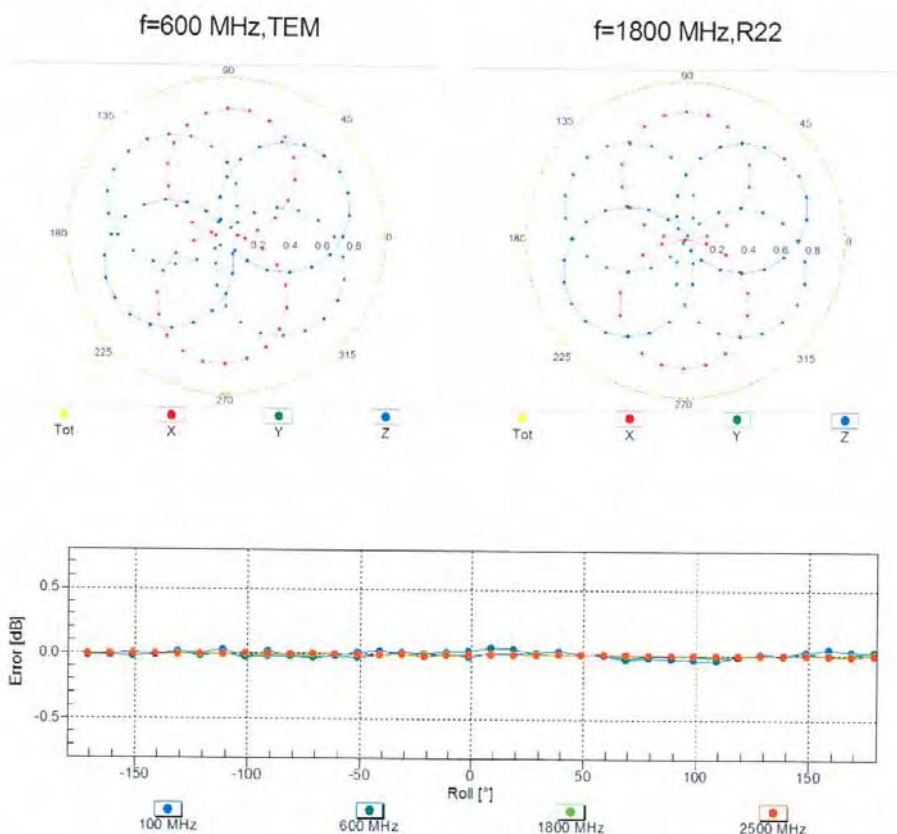 f=600 MHz,TEM
f=1800 MHz,R22
90
135
45
180
0.2 0.4 0.6 0.8
0
225
315
270
Tot X Y Z
90
135
45
180
0.2 0.4 0.6 0.8
0
225
315
270
Tot X Y Z
Error [dB]
0.5
0.0
-0.5
-150 -100 -50 0 50 100 150
Roll [°]
100 MHz 600 MHz 1800 MHz 2500 MHz